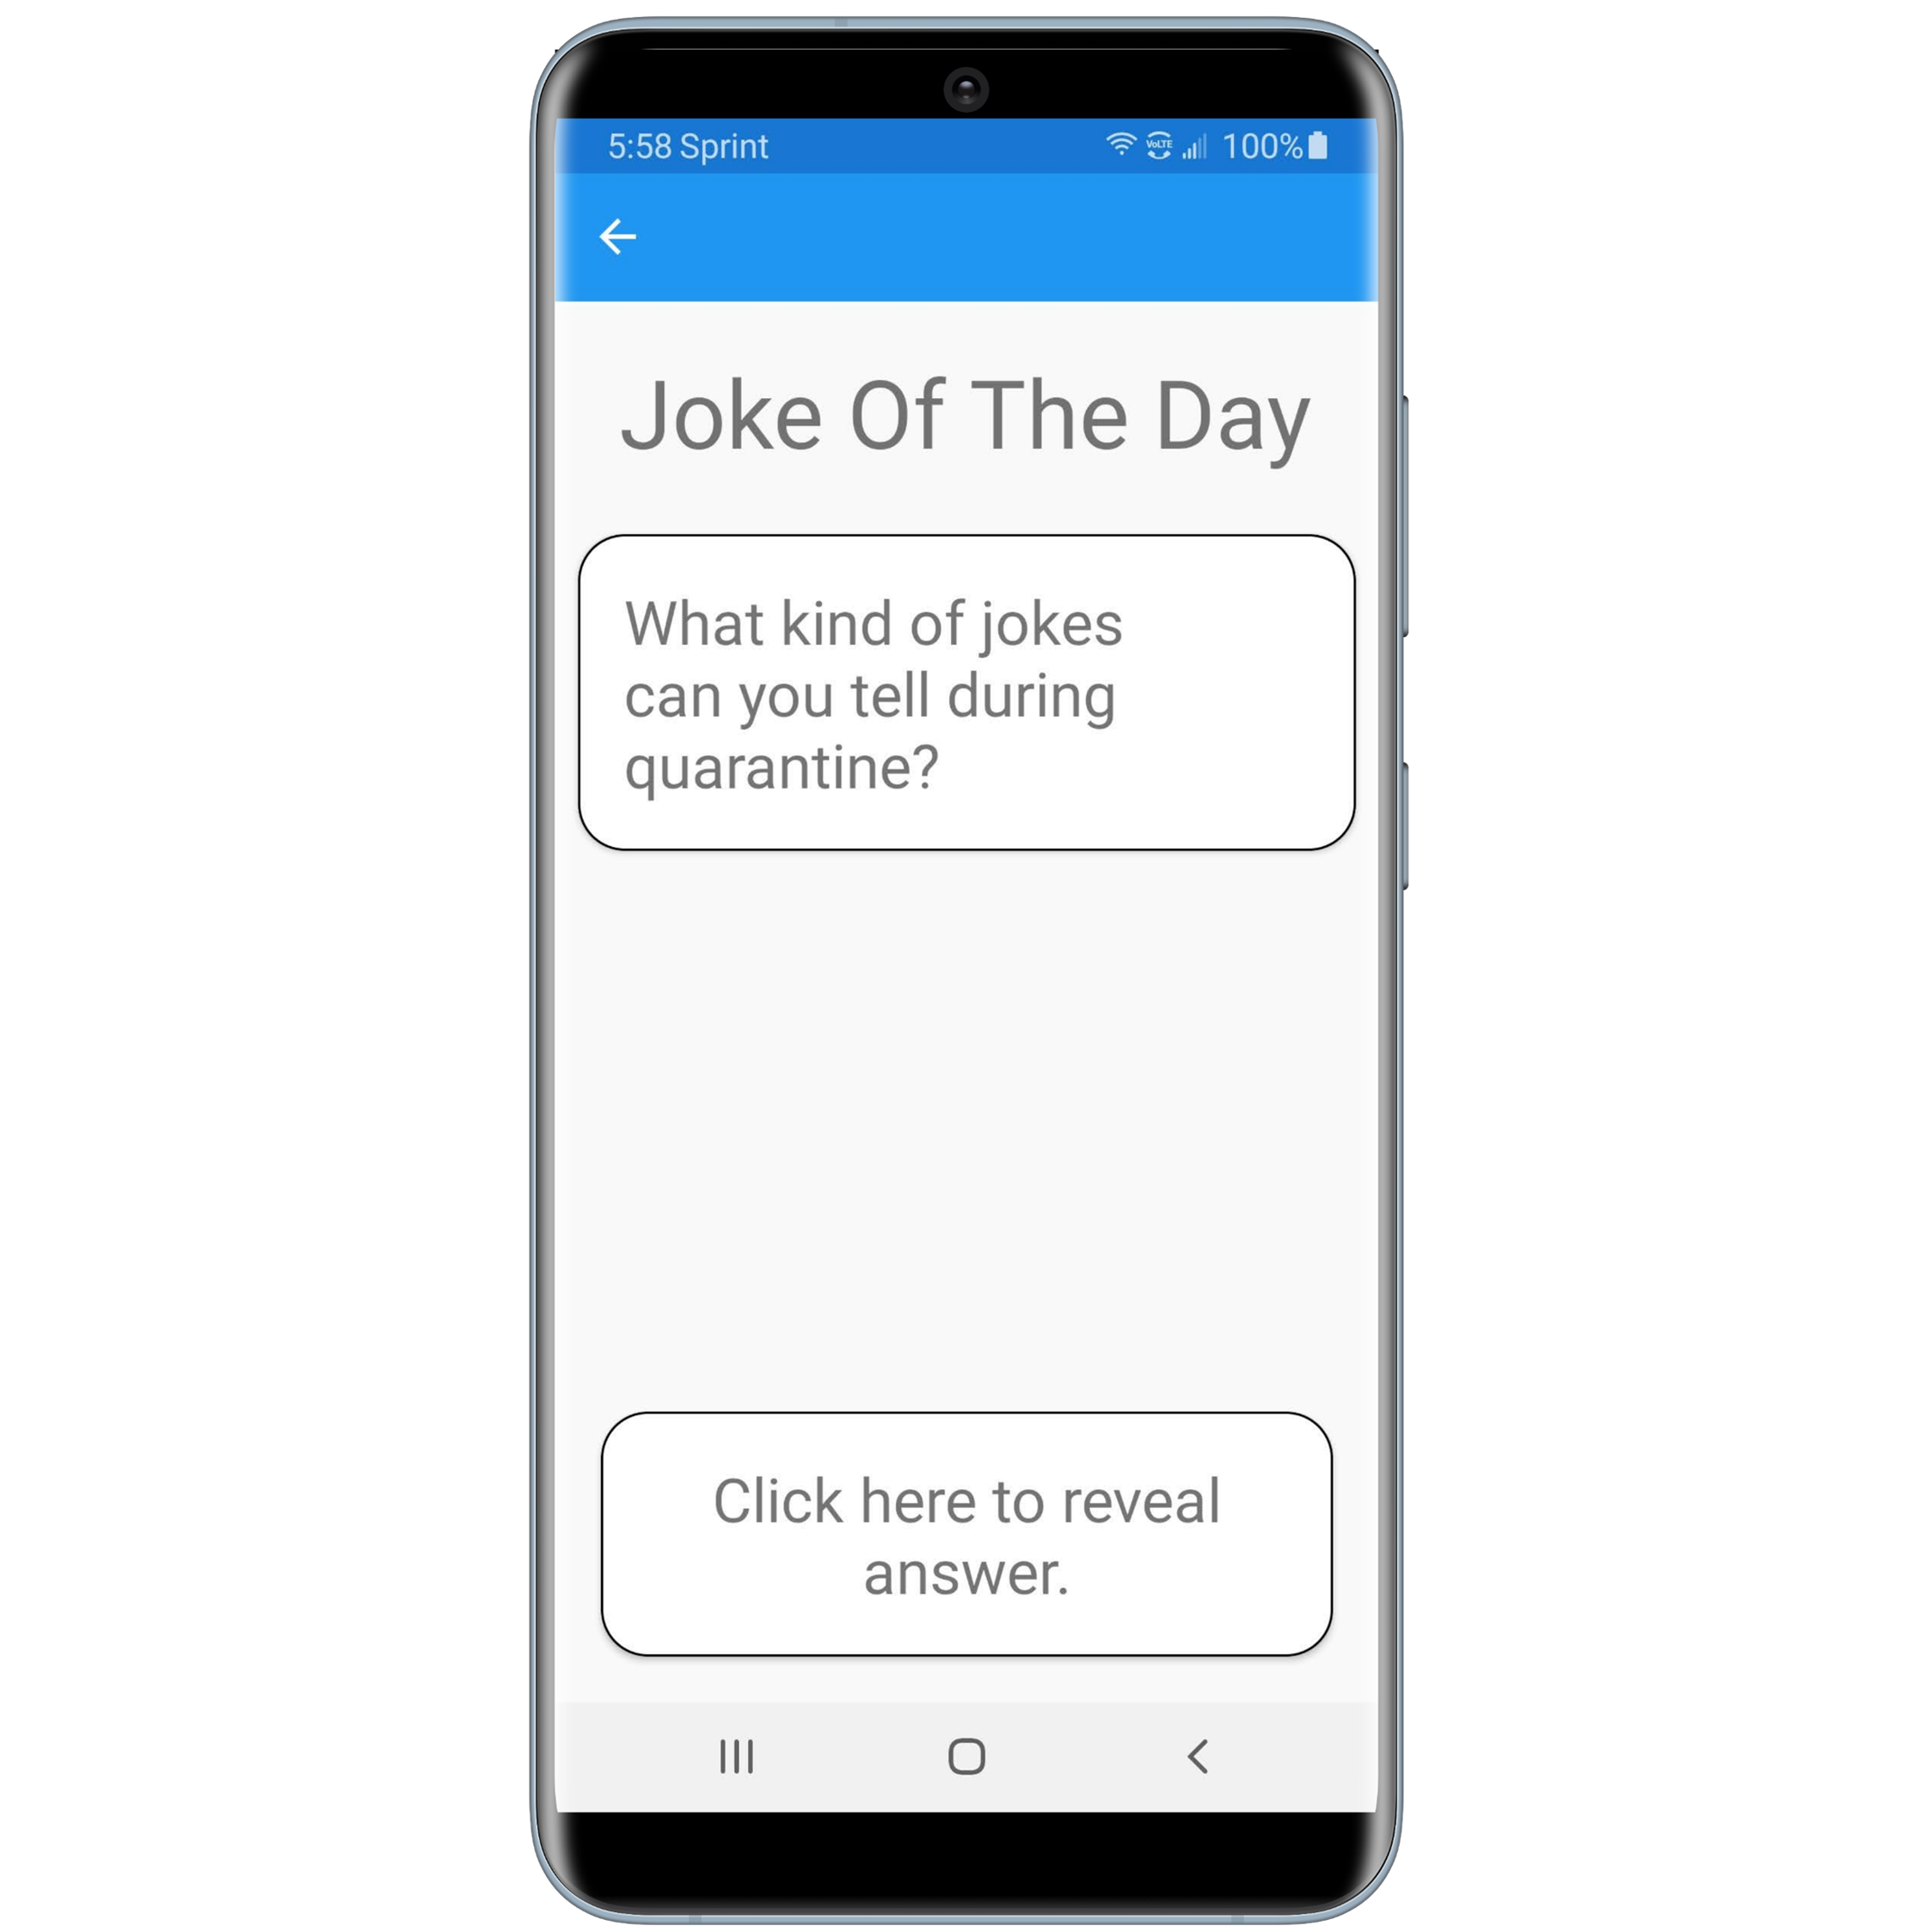 5:58 Sprint VoLTE 100%
Joke Of The Day
What kind of jokes
can you tell during
quarantine?
Click here to reveal
answer.